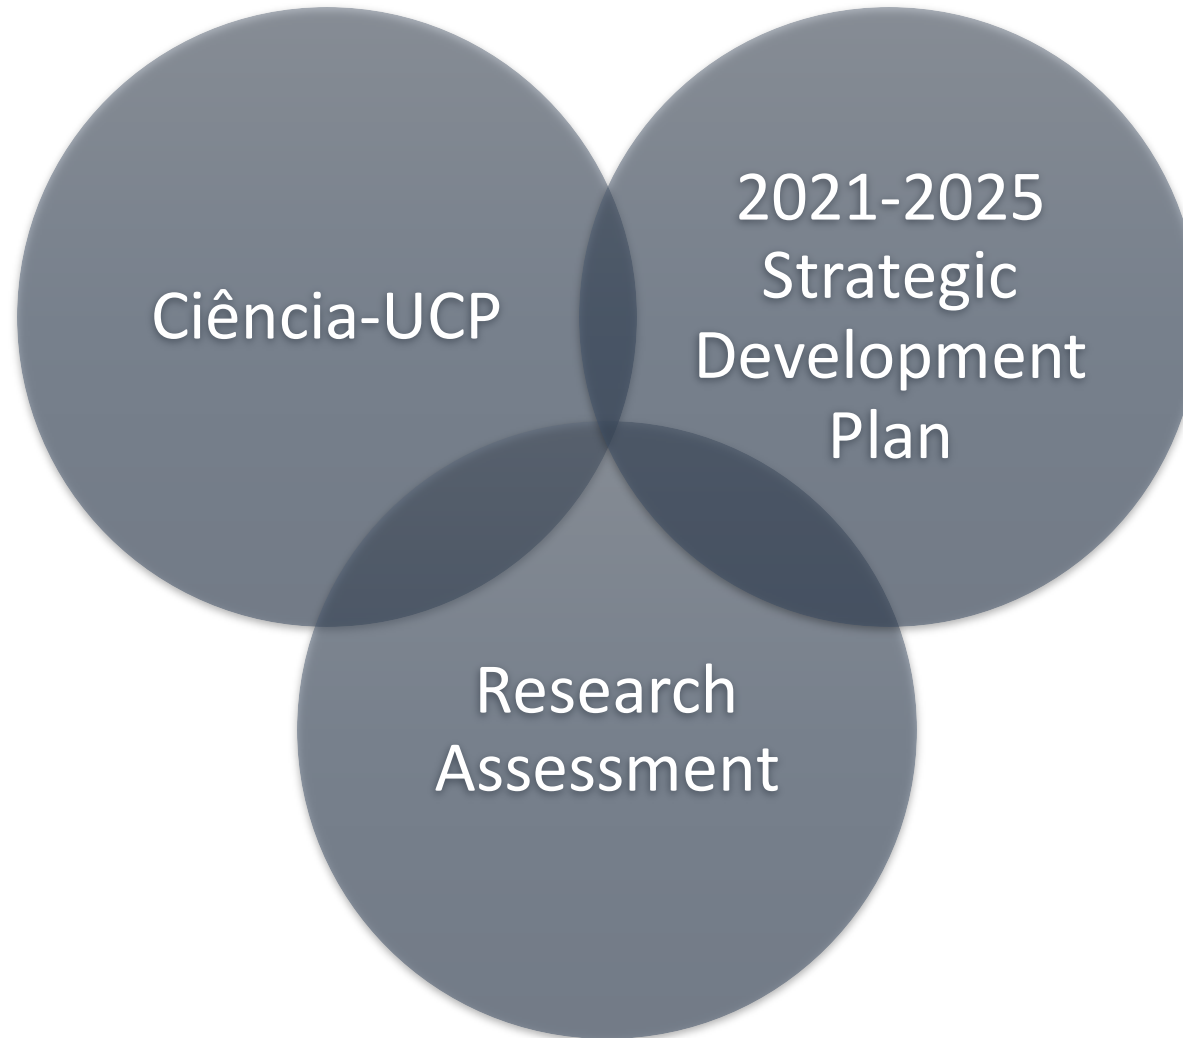 Ciência-UCP
2021-2025
Strategic
Development
Plan
Research
Assessment